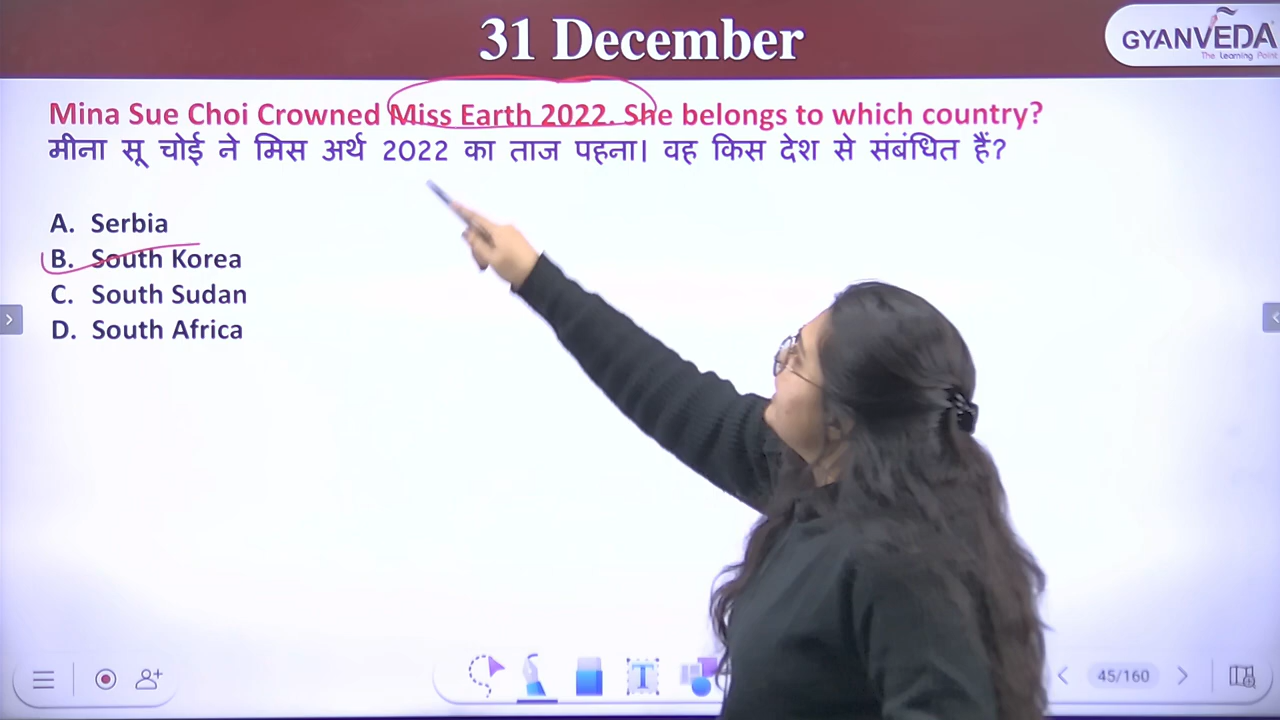 31 December
GYANVEDA
The Learning Point
Mina Sue Choi Crowned Miss Earth 2022. She belongs to which country?
मीना सू चोई ने मिस अर्थ 2022 का ताज पहना। वह किस देश से संबंधित हैं?
A. Serbia
B. South Korea
C. South Sudan
D. South Africa
T
45/160